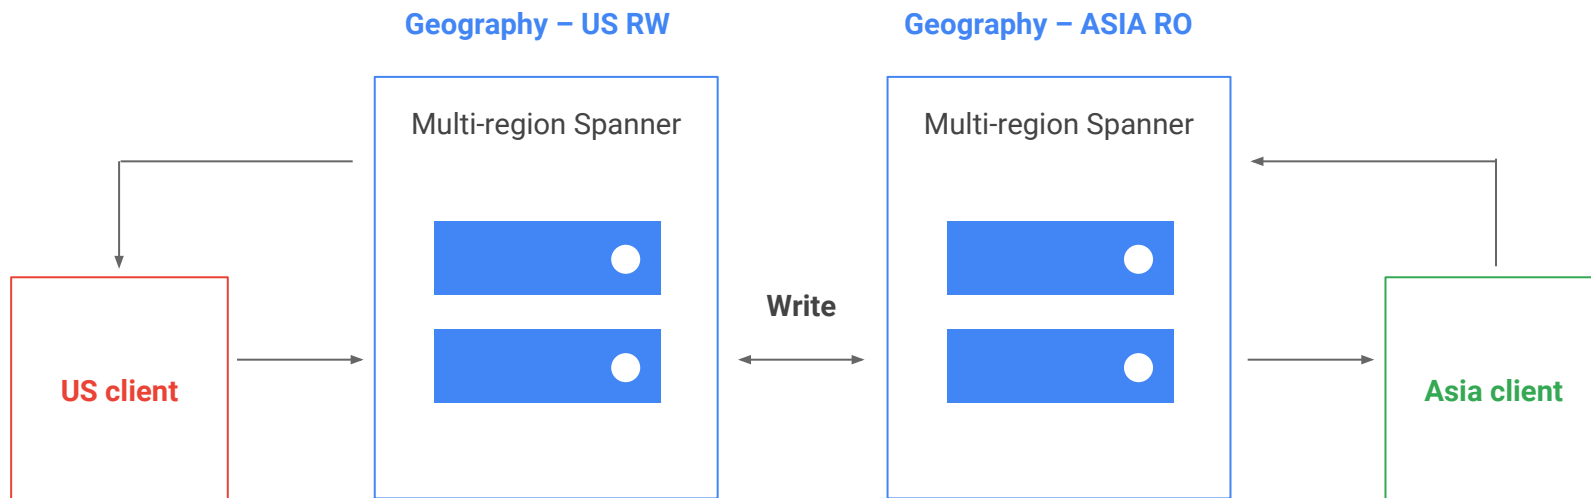 Geography – US RW
Geography – ASIA RO
Multi-region Spanner
Multi-region Spanner
Write
US client
Asia client